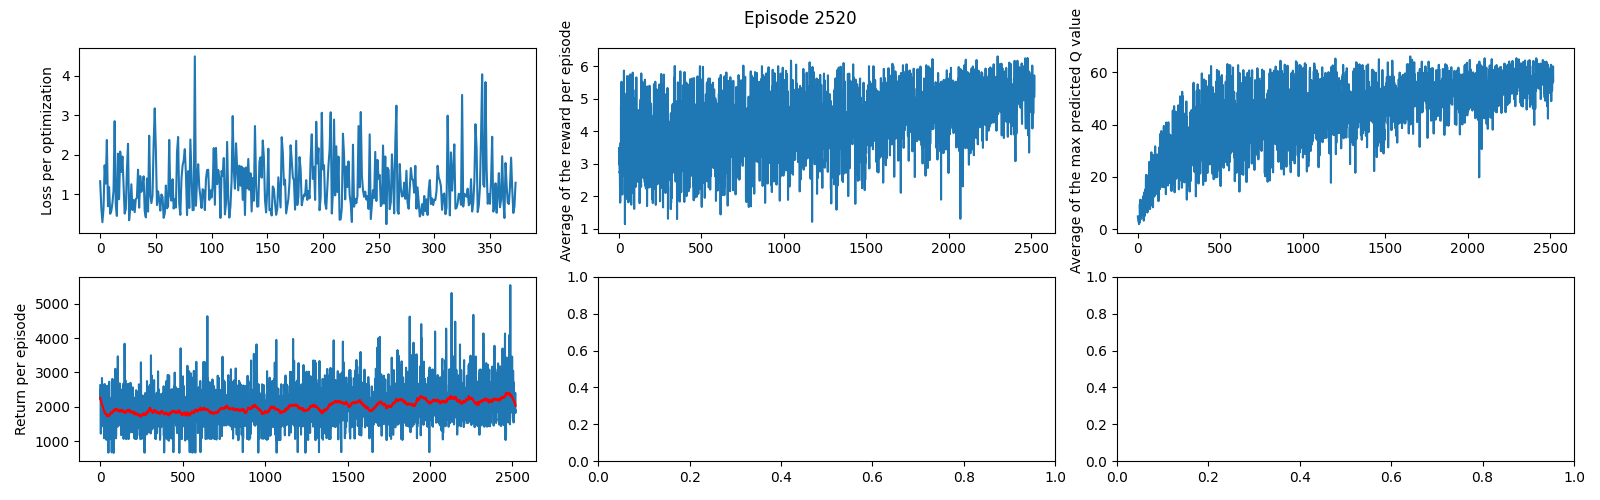 Episode 2520
Loss per optimization
4
3
2
1
0 50 100 150 200 250 300 350
Average of the reward per episode
6
5
4
3
2
1
0 500 1000 1500 2000 2500
Average of the max predicted Q value
60
40
20
0
0 500 1000 1500 2000 2500
Return per episode
5000
4000
3000
2000
1000
0 500 1000 1500 2000 2500
1.0
0.8
0.6
0.4
0.2
0.0
0.0 0.2 0.4 0.6 0.8 1.0
1.0
0.8
0.6
0.4
0.2
0.0
0.0 0.2 0.4 0.6 0.8 1.0